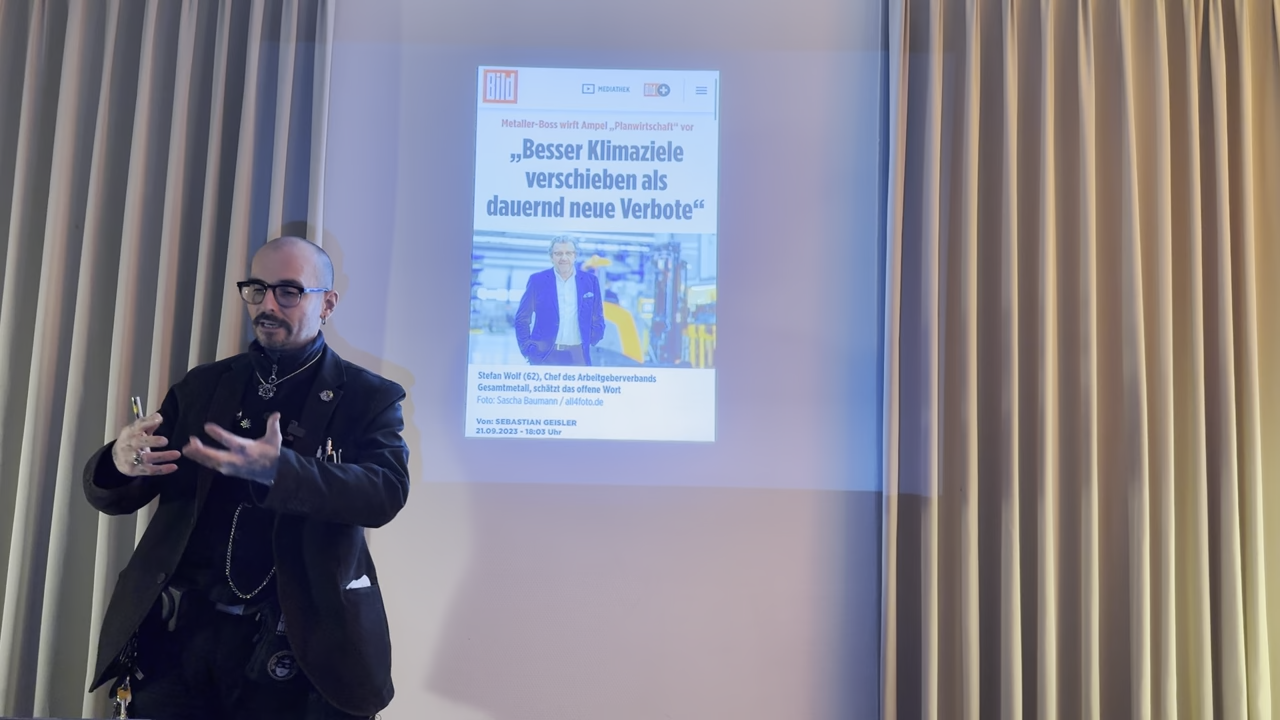 Bild
MEDIATHEK
Bild+
Metaller-Boss wirft Ampel „Planwirtschaft“ vor
„Besser Klimaziele
verschieben als
dauernd neue Verbote“
Stefan Wolf (62), Chef des Arbeitgeberverbands
Gesamtmetall, schätzt das offene Wort
Foto: Sascha Baumann / all4foto.de
Von: SEBASTIAN GEISLER
21.09.2023 - 18:03 Uhr